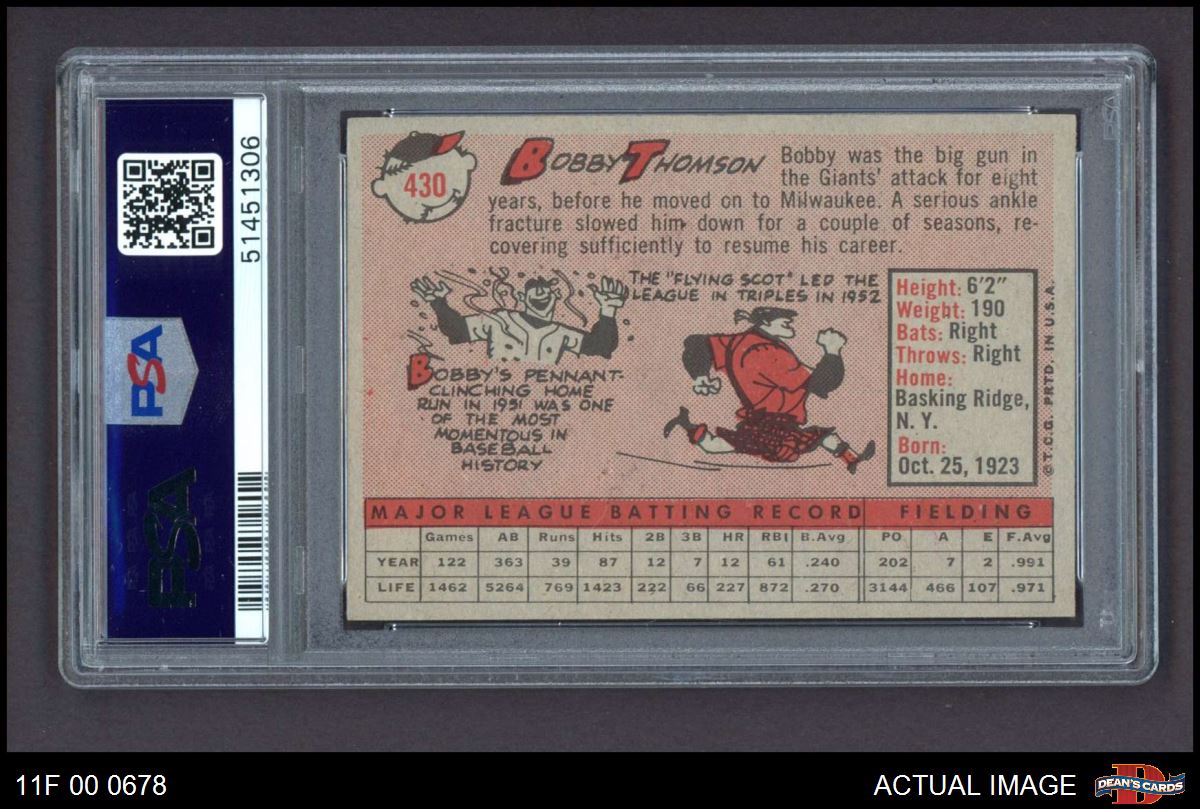 51451306
PSA
PSA
430
BOBBY THOMSON
Bobby was the big gun in
the Giants' attack for eight
years, before he moved on to Milwaukee. A serious ankle
fracture slowed him down for a couple of seasons, re-
covering sufficiently to resume his career.
THE "FLYING SCOT" LED THE
LEAGUE IN TRIPLES IN 1952
BOBBY'S PENNANT-
CLINCHING HOME
RUN IN 1951 WAS ONE
OF THE MOST
MOMENTOUS IN
BASEBALL
HISTORY
Height: 6'2"
Weight: 190
Bats: Right
Throws: Right
Home:
Basking Ridge,
N. Y.
Born:
Oct. 25, 1923
©T.C.G. PRTD. IN U.S.A.
MAJOR LEAGUE BATTING RECORD FIELDING
Games AB Runs Hits 2B 3B HR RBI B.Avg PO A E F.Avg
YEAR 122 363 39 87 12 7 12 61 .240 202 7 2 .991
LIFE 1462 5264 769 1423 222 66 227 872 .270 3144 466 107 .971
11F 00 0678
ACTUAL IMAGE
D
DEAN'S CARDS